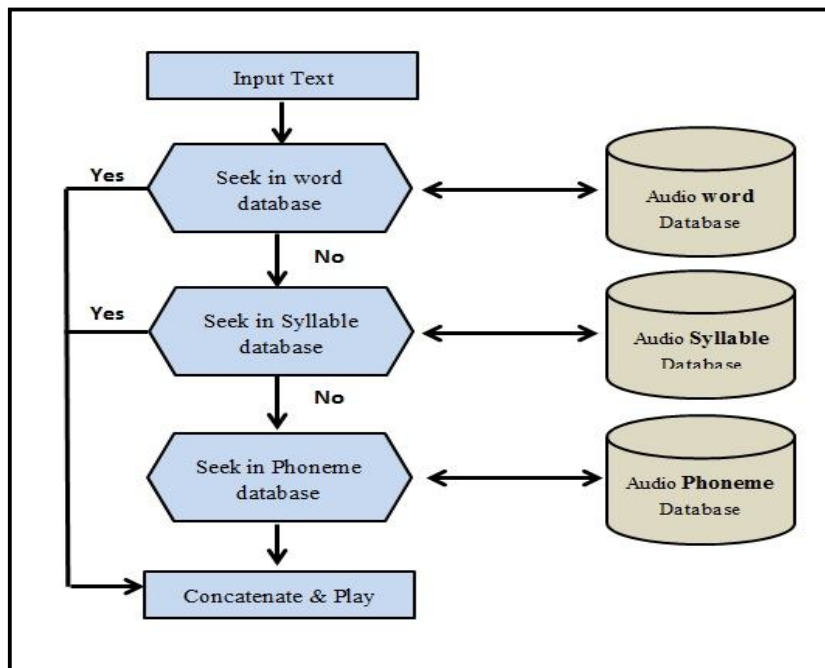 Input Text
Yes
Seek in word
database
Audio word
Database
No
Yes
Seek in Syllable
database
Audio Syllable
Database
No
Seek in Phoneme
database
Audio Phoneme
Database
Concatenate & Play